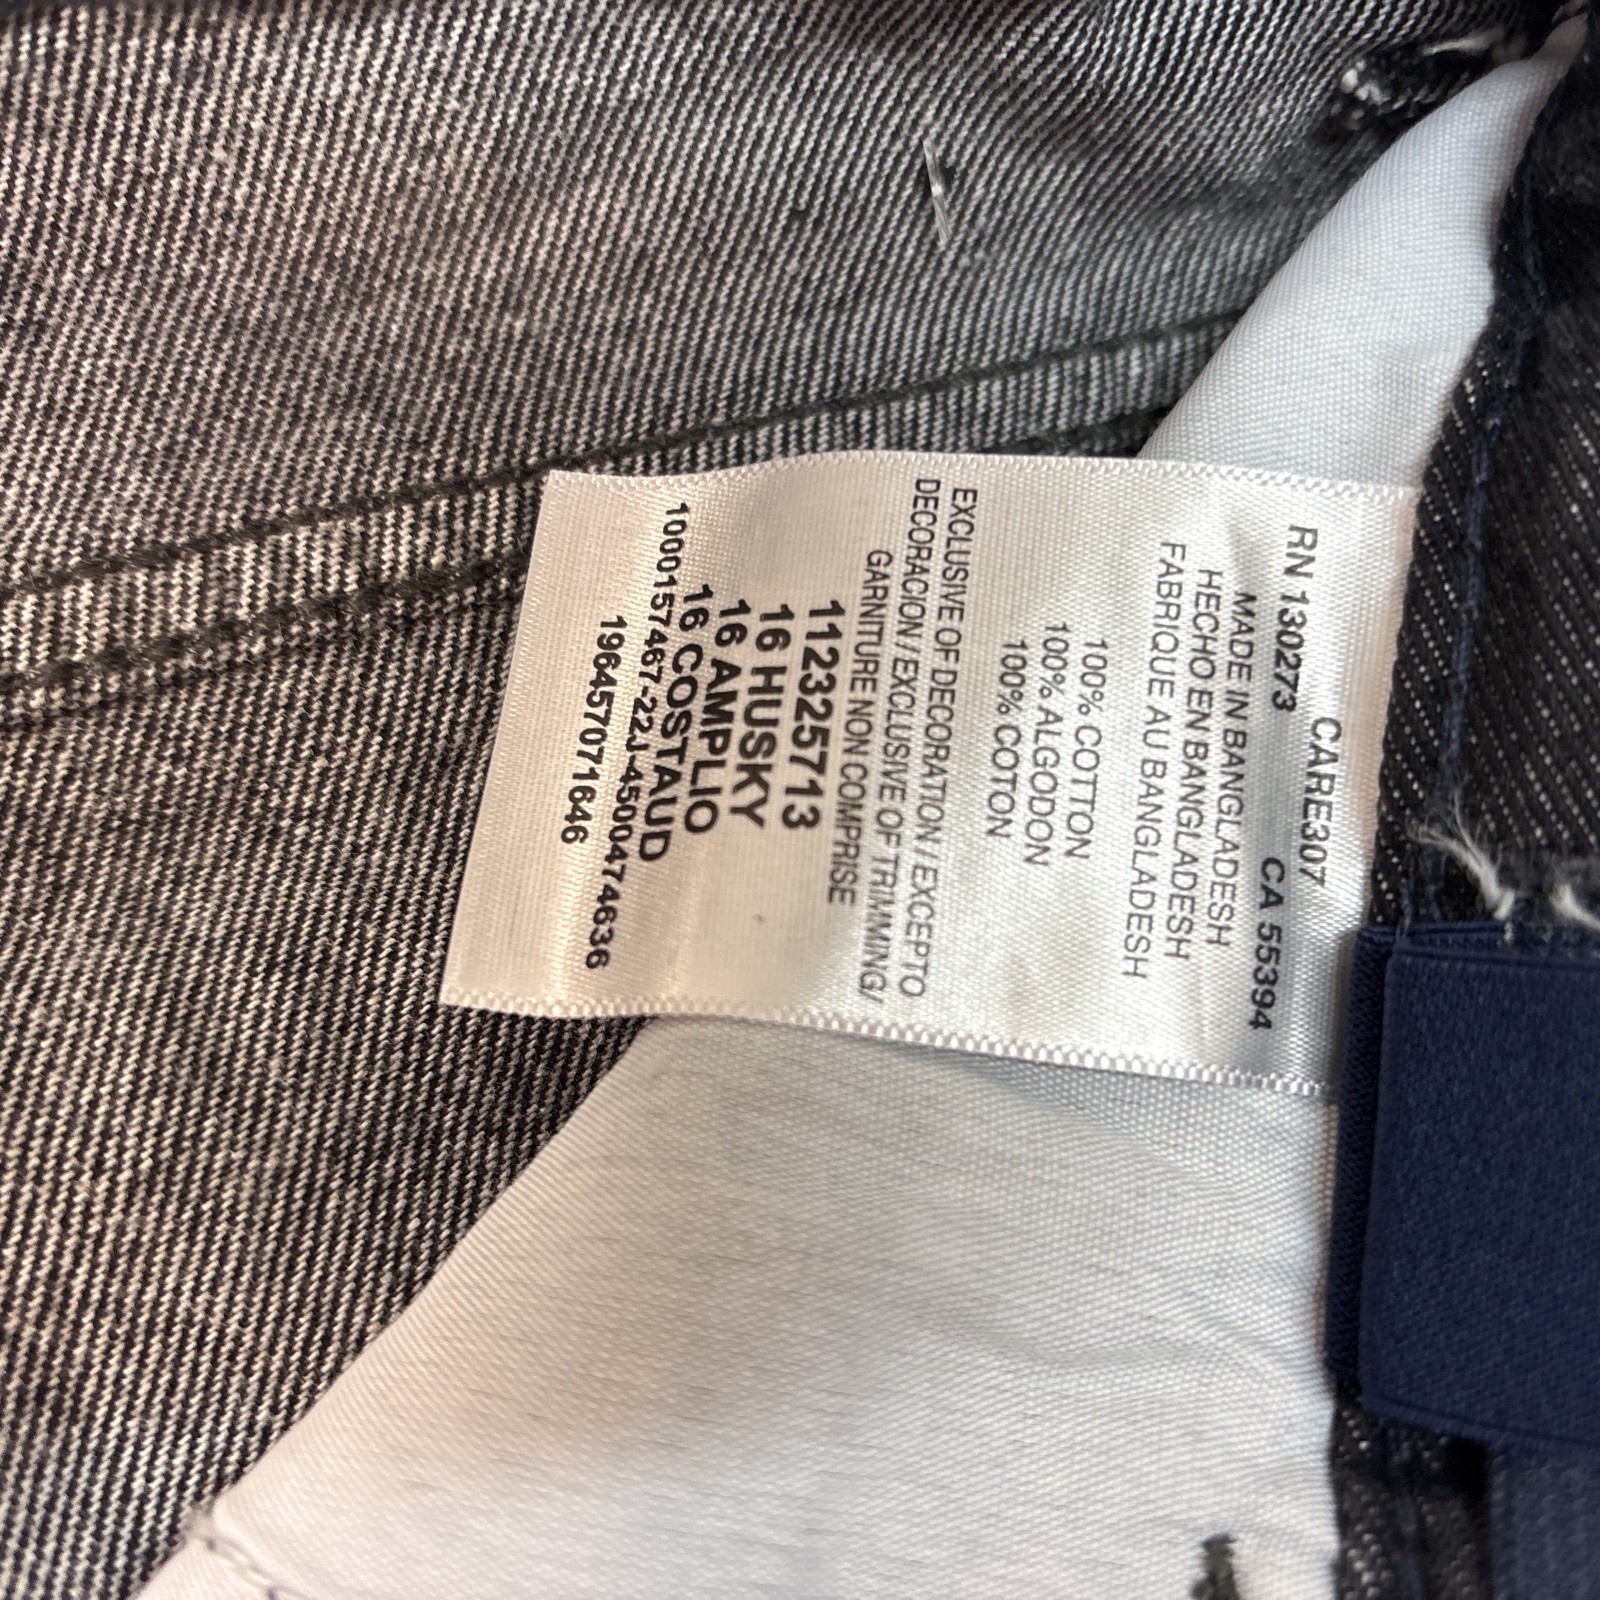 CARE307
RN 130273 CA 55394
MADE IN BANGLADESH
HECHO EN BANGLADESH
FABRIQUE AU BANGLADESH
100% COTTON
100% ALGODON
100% COTON
EXCLUSIVE OF DECORATION / EXCEPTO
DECORACION / EXCLUSIVE OF TRIMMING/
GARNITURE NON COMPRISE
112325713
16 HUSKY
16 AMPLIO
16 COSTAUD
1000157467-22J-4500474636
196457071646